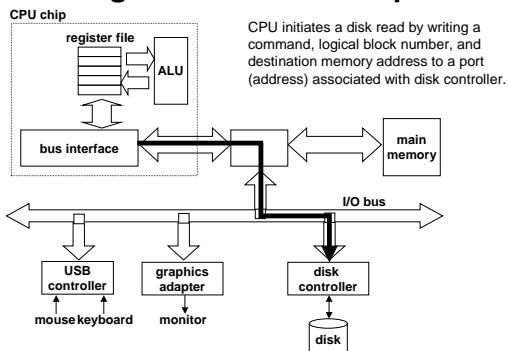 CPU chip
register file
ALU
CPU initiates a disk read by writing a
command, logical block number, and
destination memory address to a port
(address) associated with disk controller.
bus interface
main
memory
I/O bus
USB
controller
graphics
adapter
disk
controller
mouse keyboard
monitor
disk